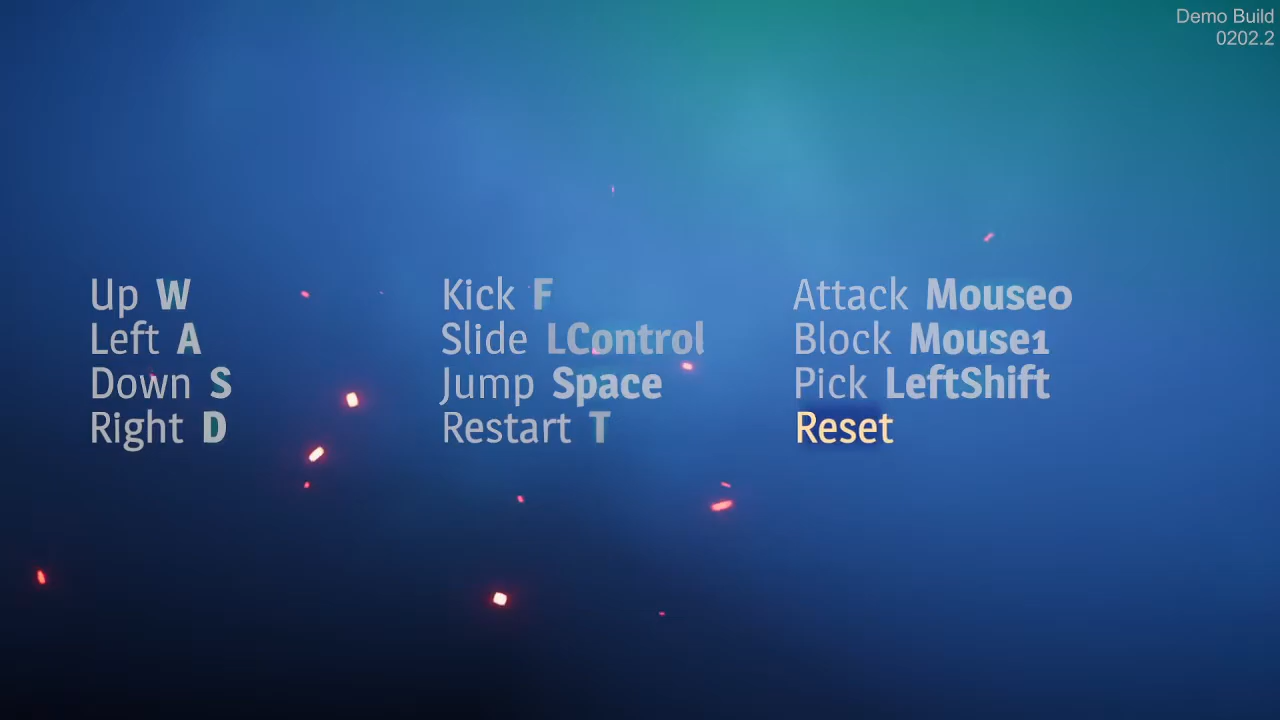 Demo Build
0202.2
Up W
Left A
Down S
Right D
Kick F
Slide LControl
Jump Space
Restart T
Attack Mouse0
Block Mouse1
Pick LeftShift
Reset